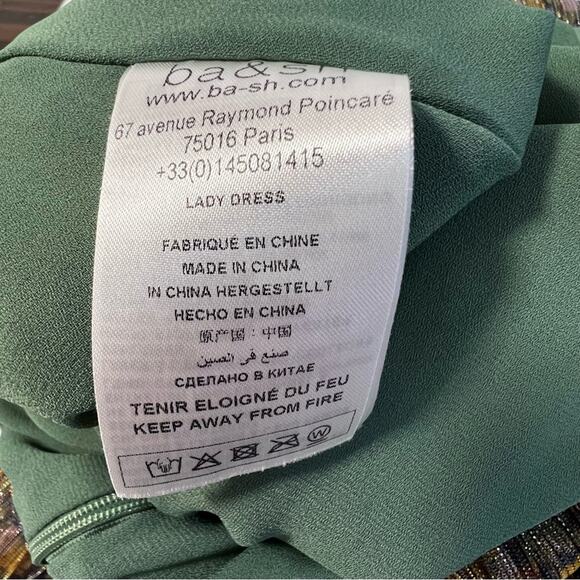 ba&sh
www.ba-sh.com
67 avenue Raymond Poincaré
75016 Paris
+33(0)145081415
LADY DRESS
FABRIQUÉ EN CHINE
MADE IN CHINA
IN CHINA HERGESTELLT
HECHO EN CHINA
原产国：中国
صنع في الصين
СДЕЛАНО В КИТАЕ
TENIR ELOIGNÉ DU FEU
KEEP AWAY FROM FIRE
W